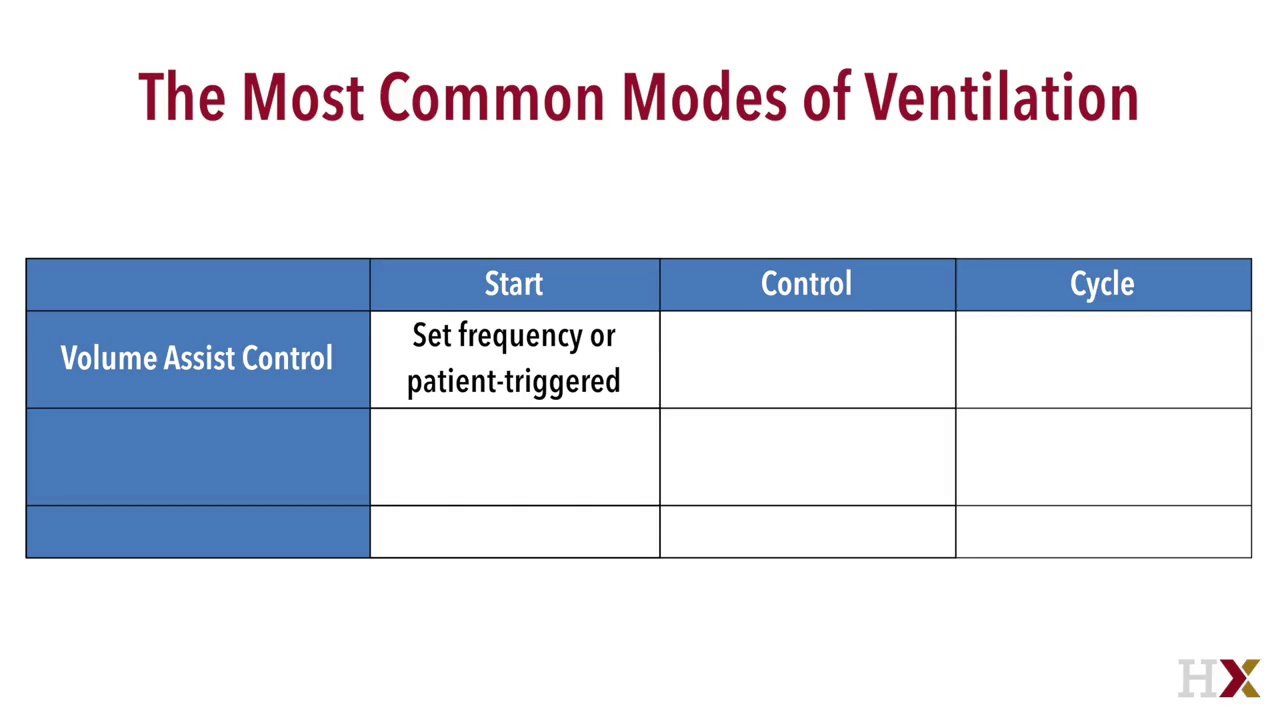 The Most Common Modes of Ventilation
Start
Control
Cycle
Volume Assist Control
Set frequency or
patient-triggered
HX